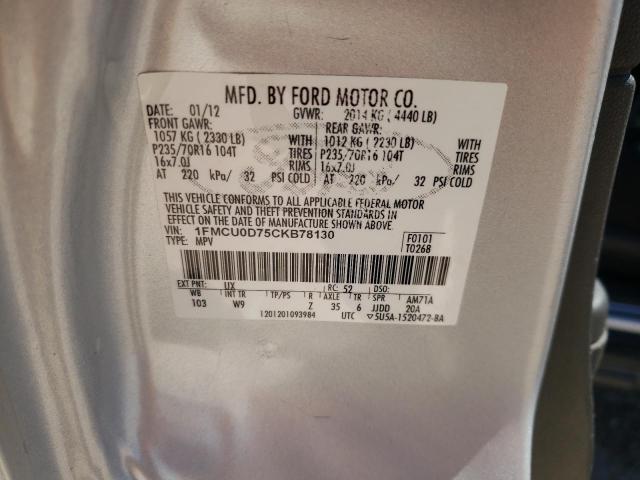 MFD. BY FORD MOTOR CO.
DATE: 01/12 GVWR: 2014 KG ( 4440 LB)
FRONT GAWR: REAR GAWR:
1057 KG ( 2330 LB) WITH 1012 KG ( 2230 LB) WITH
P235/70R16 104T TIRES P235/70R16 104T TIRES
16x7.0J RIMS 16x7.0J RIMS
AT 220 kPa/ 32 PSI COLD AT 220 kPa/ 32 PSI COLD
THIS VEHICLE CONFORMS TO ALL APPLICABLE FEDERAL MOTOR
VEHICLE SAFETY AND THEFT PREVENTION STANDARDS IN
EFFECT ON THE DATE OF MANUFACTURE SHOWN ABOVE.
VIN: 1FMCU0D75CKB78130 F0101
TYPE: MPV T0268
EXT PNT: UX RC: 52 DSO:
WB INT TR TP/PS R AXLE TR SPR AM71A
103 W9 Z 35 6 JJDD 20A
1201201093984 UTC ▽5U5A-1520472-BA